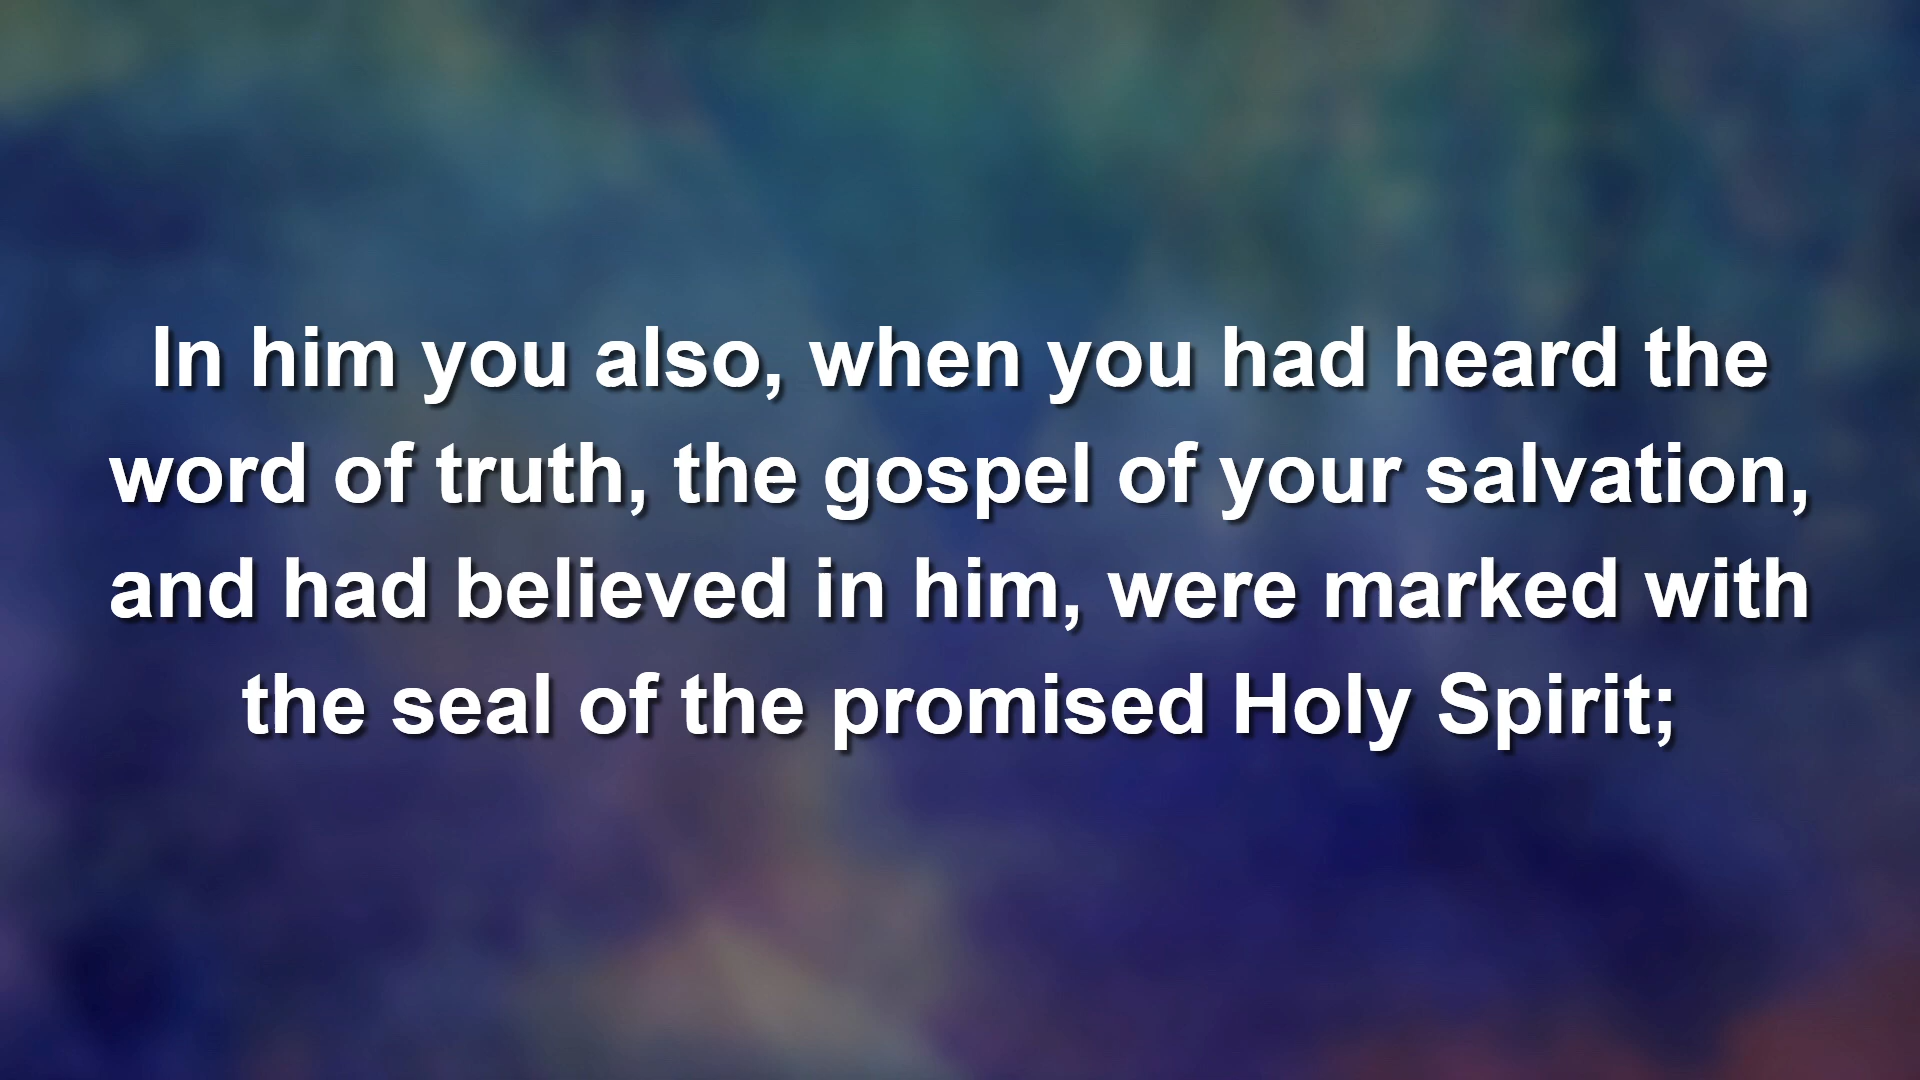 In him you also, when you had heard the
word of truth, the gospel of your salvation,
and had believed in him, were marked with
the seal of the promised Holy Spirit;